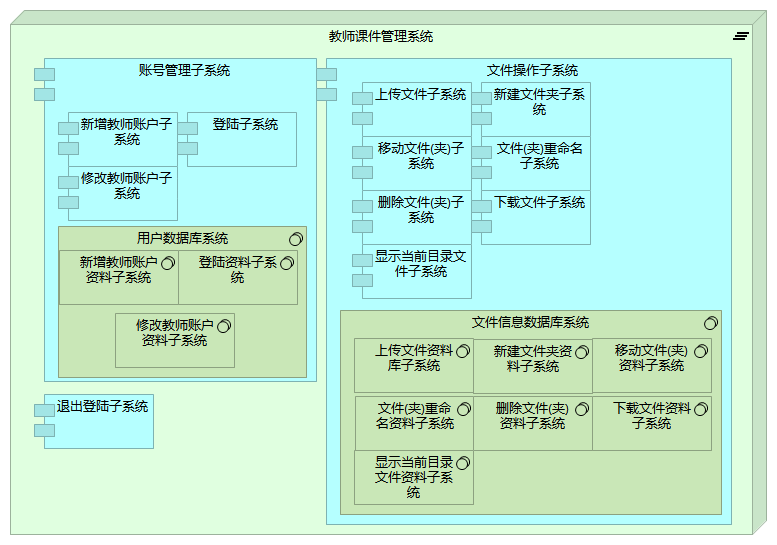 教师课件管理系统
账号管理子系统
新增教师账户子
系统
登陆子系统
修改教师账户子
系统
用户数据库系统
新增教师账户
资料子系统
登陆资料子系
统
修改教师账户
资料子系统
退出登陆子系统
文件操作子系统
上传文件子系统
新建文件夹子系
统
移动文件(夹)子
系统
文件(夹)重命名
子系统
删除文件(夹)子
系统
下载文件子系统
显示当前目录文
件子系统
文件信息数据库系统
上传文件资料
库子系统
新建文件夹资
料子系统
移动文件(夹)
资料子系统
文件(夹)重命
名资料子系统
删除文件(夹)
资料子系统
下载文件资料
子系统
显示当前目录
文件资料子系
统